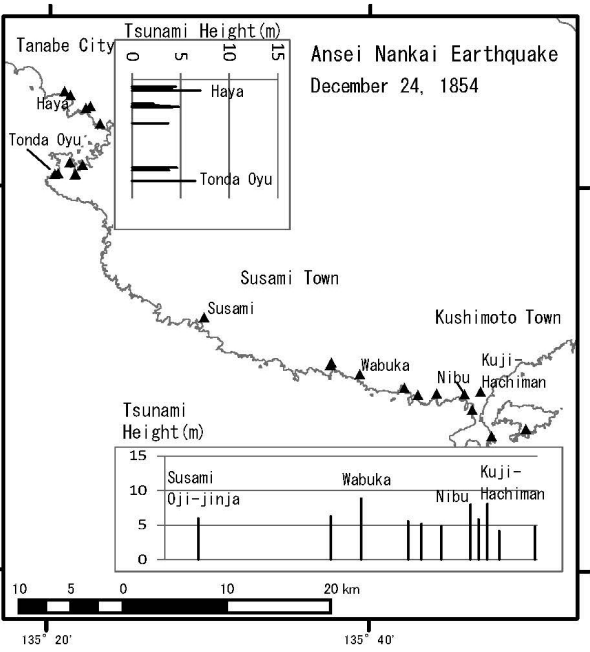 Tsunami Height(m)
Tanabe City
0 5 10 15
Ansei Nankai Earthquake
December 24, 1854
Haya
Haya
Tonda Oyu
Tonda Oyu
Susami Town
Susami
Kushimoto Town
Wabuka
Kuji-
Hachiman
Nibu
Tsunami
Height(m)
15
10
5
0
Susami
Oji-jinja
Wabuka
Nibu
Kuji-
Hachiman
10 5 0 10 20 km
135° 20' 135° 40'